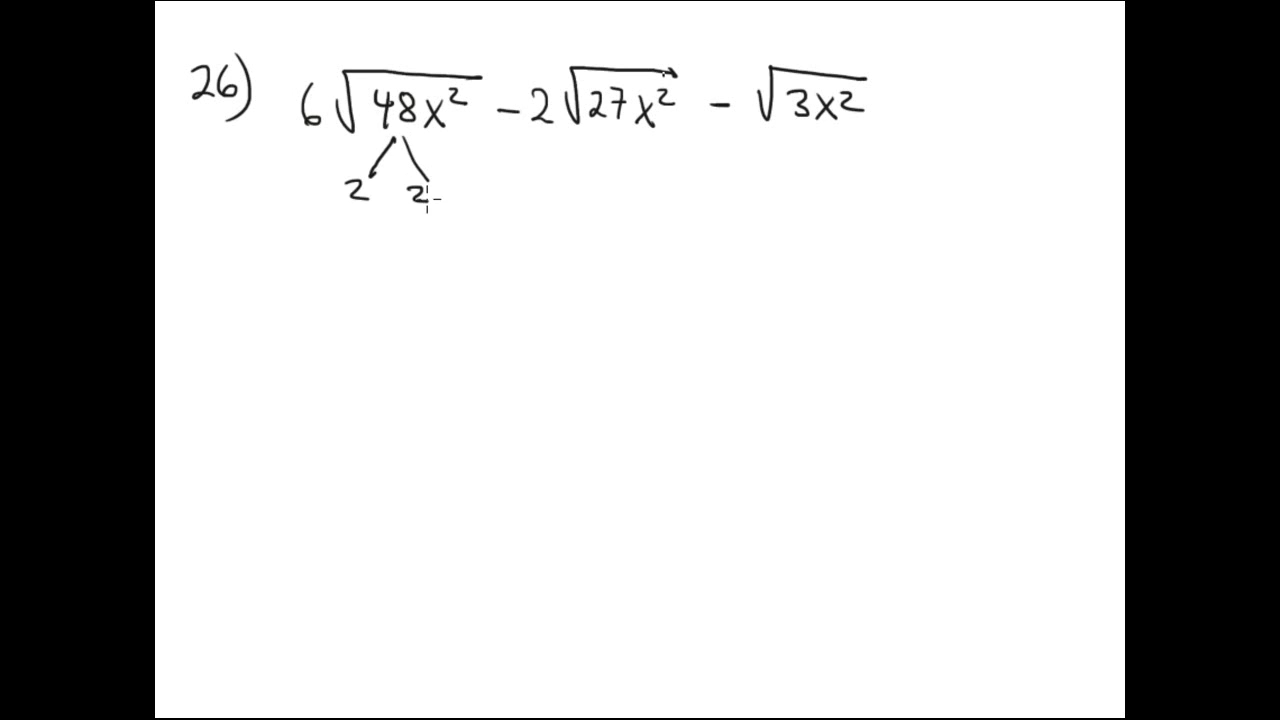 26) 6√48x² - 2√27x² - √3x²
2 2